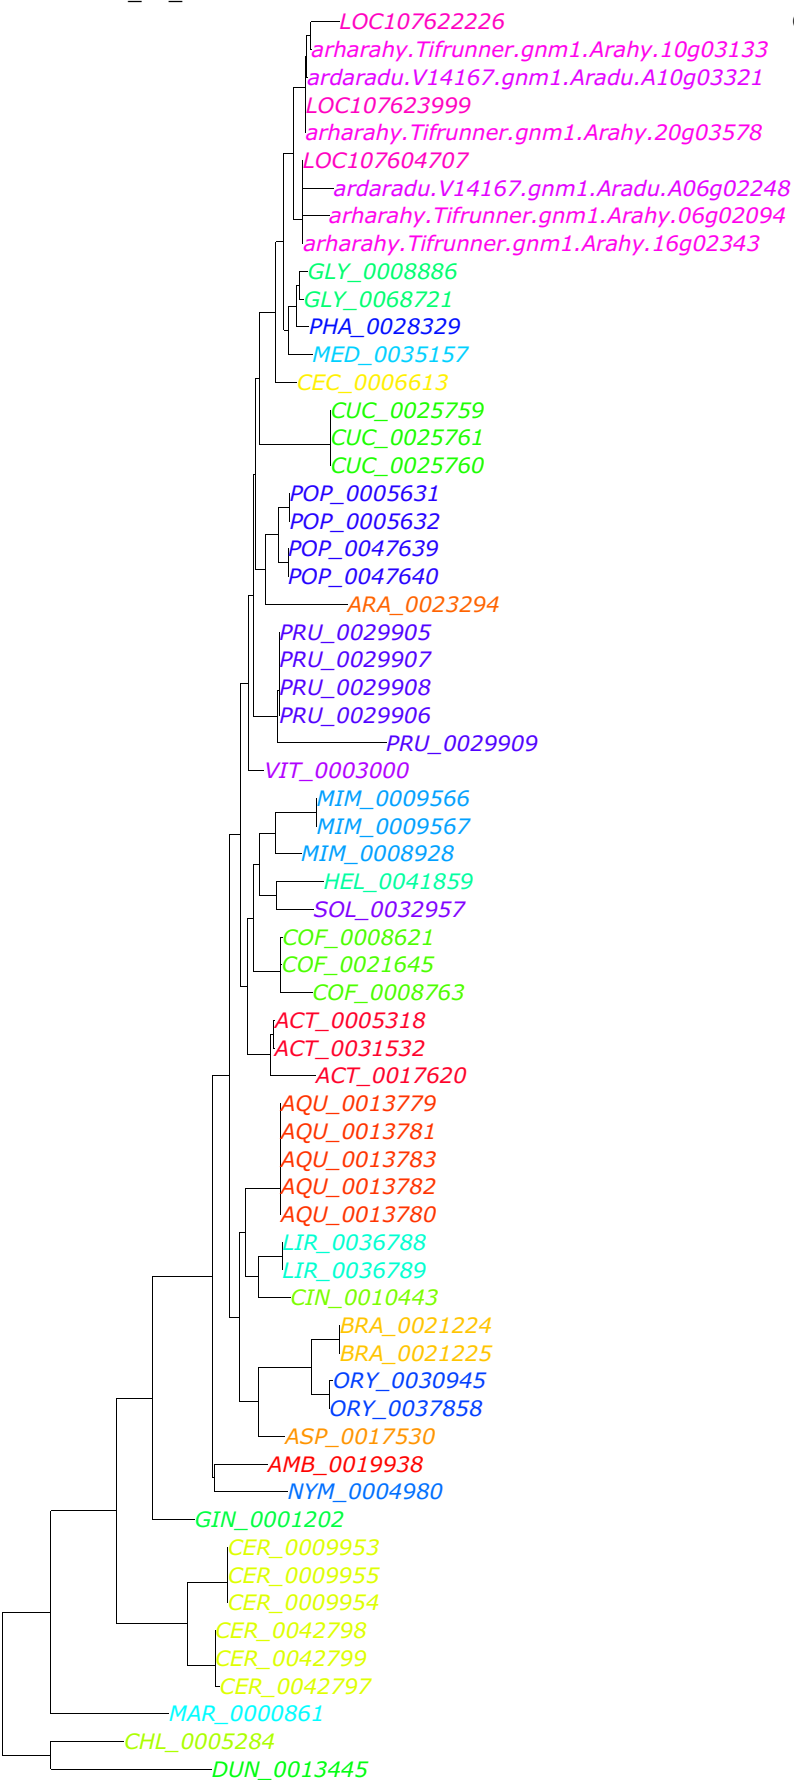 LOC107622226
arharahy.Tifrunner.gnm1.Arahy.10g03133
ardaradu.V14167.gnm1.Aradu.A10g03321
LOC107623999
arharahy.Tifrunner.gnm1.Arahy.20g03578
LOC107604707
ardaradu.V14167.gnm1.Aradu.A06g02248
arharahy.Tifrunner.gnm1.Arahy.06g02094
arharahy.Tifrunner.gnm1.Arahy.16g02343
GLY_0008886
GLY_0068721
PHA_0028329
MED_0035157
CEC_0006613
CUC_0025759
CUC_0025761
CUC_0025760
POP_0005631
POP_0005632
POP_0047639
POP_0047640
ARA_0023294
PRU_0029905
PRU_0029907
PRU_0029908
PRU_0029906
PRU_0029909
VIT_0003000
MIM_0009566
MIM_0009567
MIM_0008928
HEL_0041859
SOL_0032957
COF_0008621
COF_0021645
COF_0008763
ACT_0005318
ACT_0031532
ACT_0017620
AQU_0013779
AQU_0013781
AQU_0013783
AQU_0013782
AQU_0013780
LIR_0036788
LIR_0036789
CIN_0010443
BRA_0021224
BRA_0021225
ORY_0030945
ORY_0037858
ASP_0017530
AMB_0019938
NYM_0004980
GIN_0001202
CER_0009953
CER_0009955
CER_0009954
CER_0042798
CER_0042799
CER_0042797
MAR_0000861
CHL_0005284
DUN_0013445